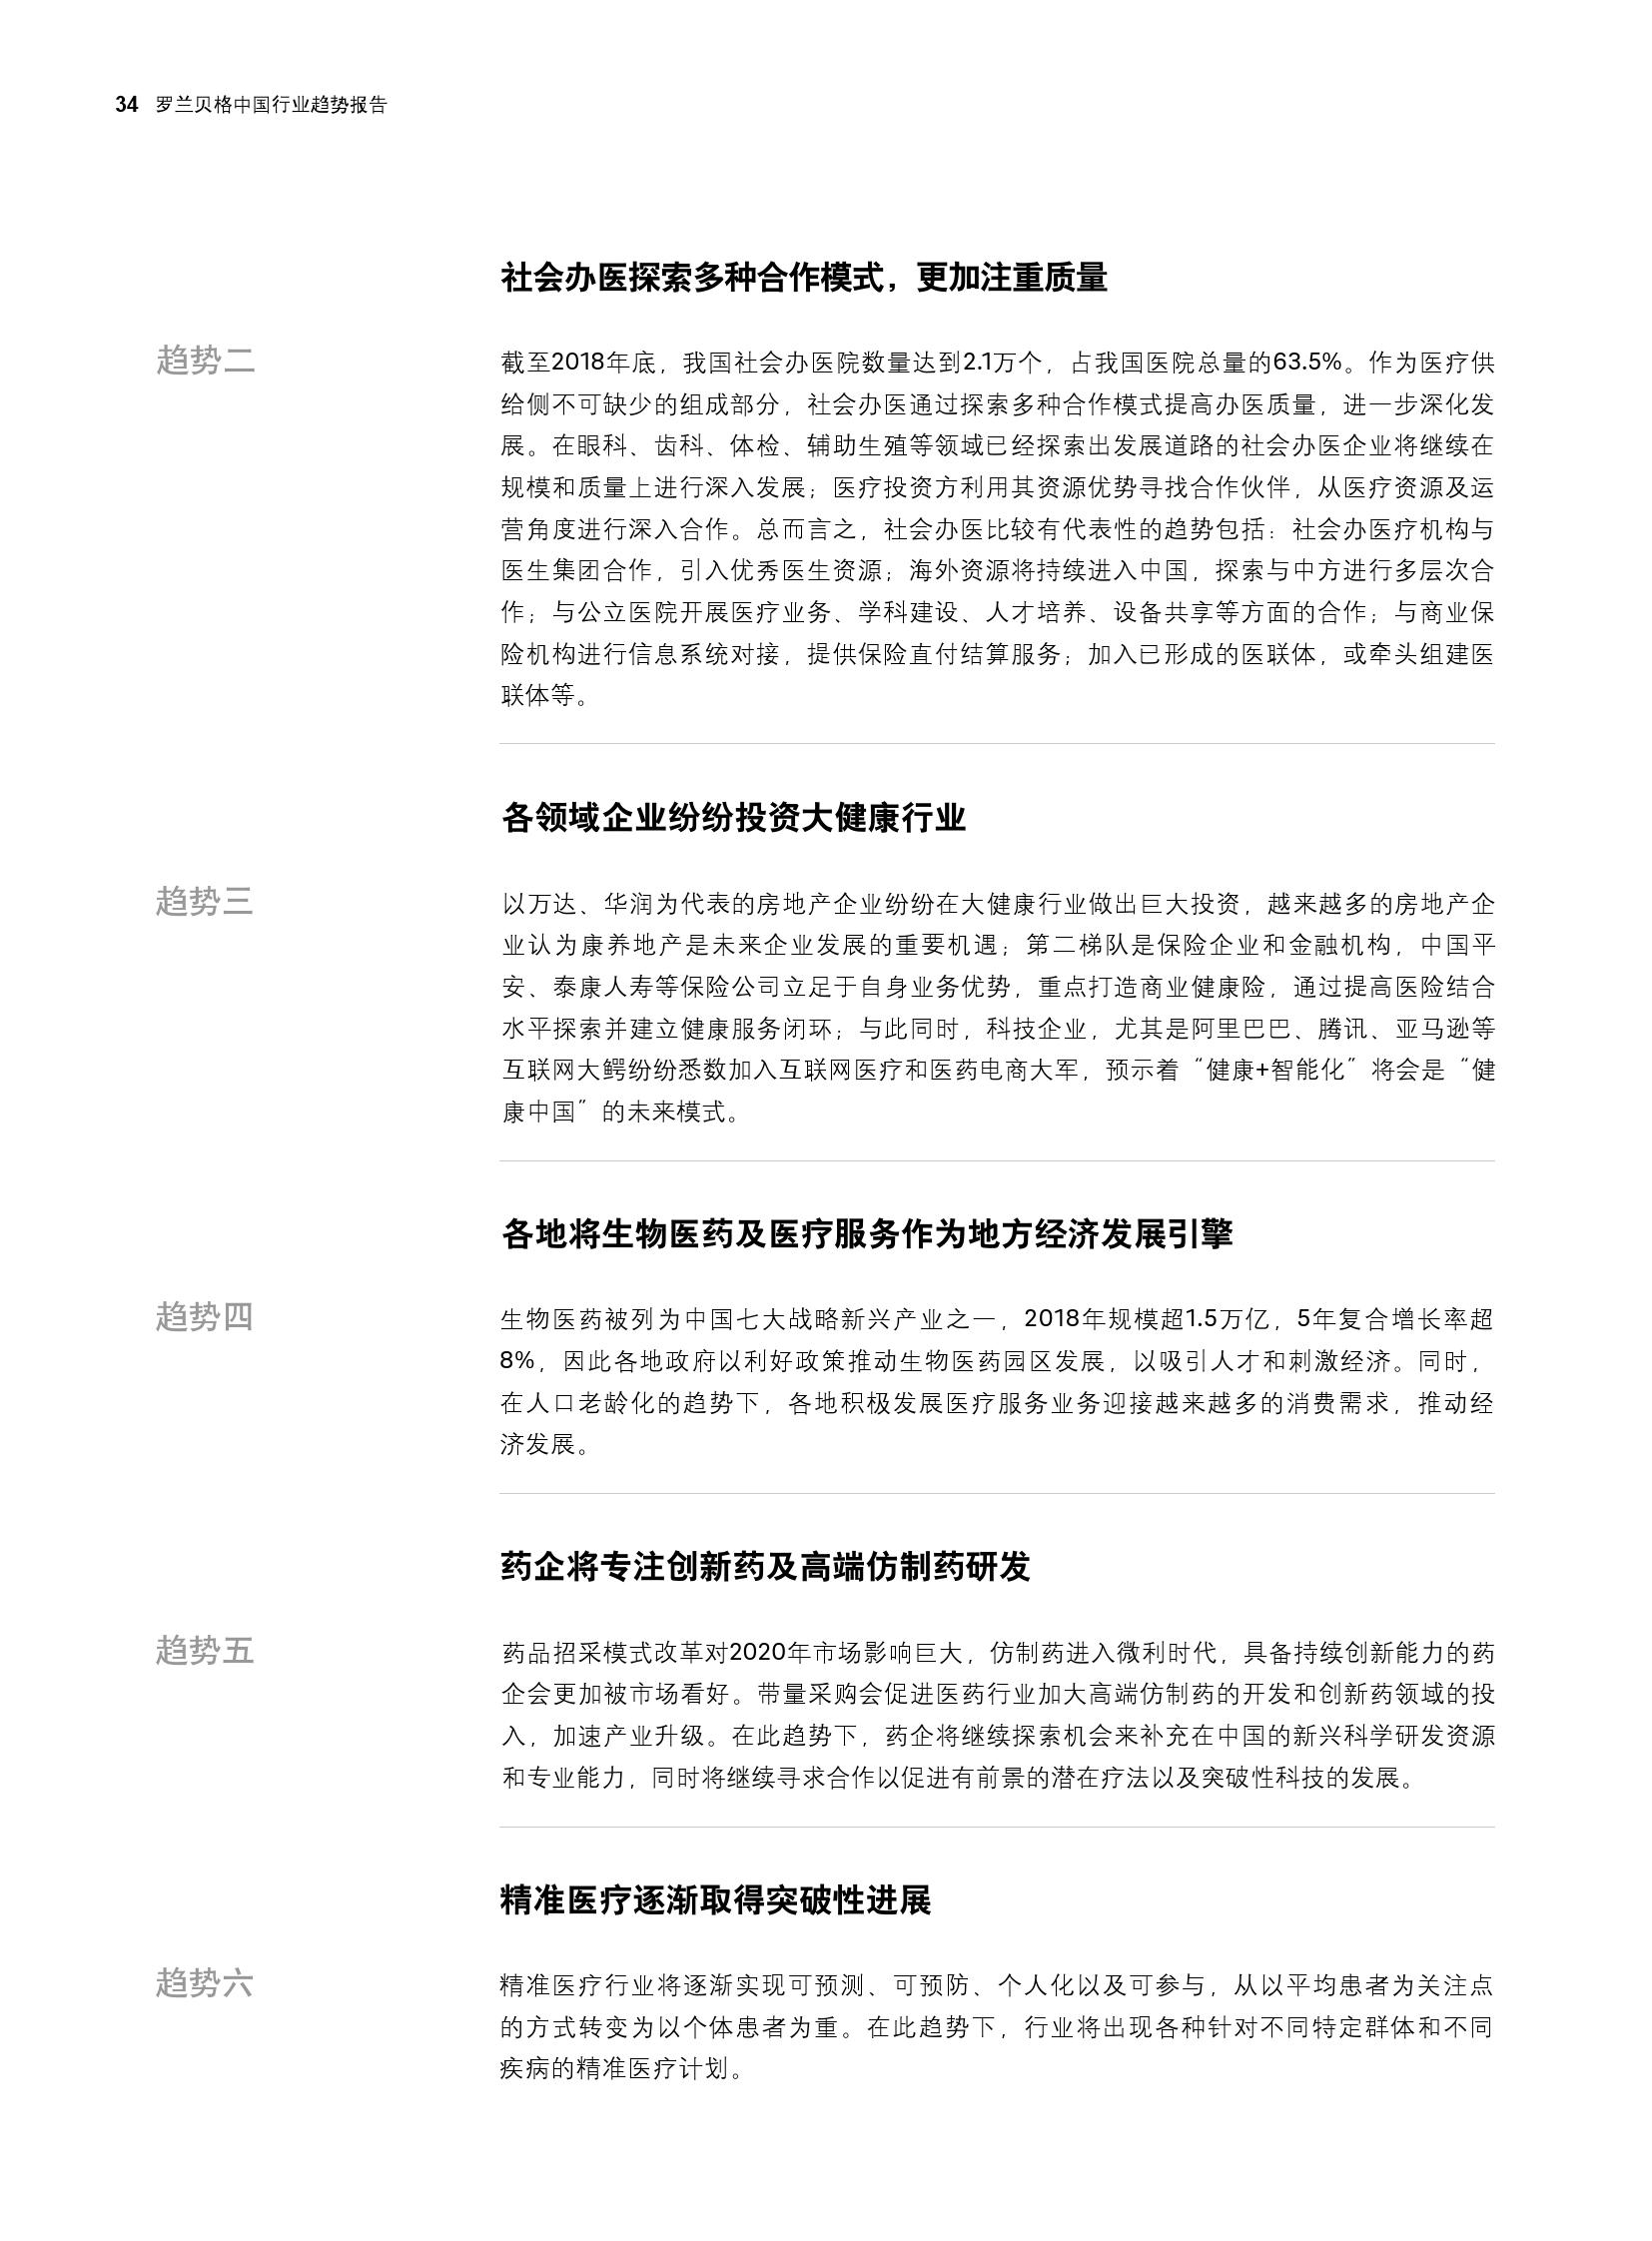 34 罗兰贝格中国行业趋势报告
社会办医探索多种合作模式，更加注重质量
趋势二
截至2018年底，我国社会办医院数量达到2.1万个，占我国医院总量的63.5%。作为医疗供
给侧不可缺少的组成部分，社会办医通过探索多种合作模式提高办医质量，进一步深化发
展。在眼科、齿科、体检、辅助生殖等领域已经探索出发展道路的社会办医企业将继续在
规模和质量上进行深入发展；医疗投资方利用其资源优势寻找合作伙伴，从医疗资源及运
营角度进行深入合作。总而言之，社会办医比较有代表性的趋势包括：社会办医疗机构与
医生集团合作，引入优秀医生资源；海外资源将持续进入中国，探索与中方进行多层次合
作；与公立医院开展医疗业务、学科建设、人才培养、设备共享等方面的合作；与商业保
险机构进行信息系统对接，提供保险直付结算服务；加入已形成的医联体，或牵头组建医
联体等。
各领域企业纷纷投资大健康行业
趋势三
以万达、华润为代表的房地产企业纷纷在大健康行业做出巨大投资，越来越多的房地产企
业认为康养地产是未来企业发展的重要机遇；第二梯队是保险企业和金融机构，中国平
安、泰康人寿等保险公司立足于自身业务优势，重点打造商业健康险，通过提高医险结合
水平探索并建立健康服务闭环；与此同时，科技企业，尤其是阿里巴巴、腾讯、亚马逊等
互联网大鳄纷纷悉数加入互联网医疗和医药电商大军，预示着“健康+智能化”将会是“健
康中国”的未来模式。
各地将生物医药及医疗服务作为地方经济发展引擎
趋势四
生物医药被列为中国七大战略新兴产业之一，2018年规模超1.5万亿，5年复合增长率超
8%，因此各地政府以利好政策推动生物医药园区发展，以吸引人才和刺激经济。同时，
在人口老龄化的趋势下，各地积极发展医疗服务业务迎接越来越多的消费需求，推动经
济发展。
药企将专注创新药及高端仿制药研发
趋势五
药品招采模式改革对2020年市场影响巨大，仿制药进入微利时代，具备持续创新能力的药
企会更加被市场看好。带量采购会促进医药行业加大高端仿制药的开发和创新药领域的投
入，加速产业升级。在此趋势下，药企将继续探索机会来补充在中国的新兴科学研发资源
和专业能力，同时将继续寻求合作以促进有前景的潜在疗法以及突破性科技的发展。
精准医疗逐渐取得突破性进展
趋势六
精准医疗行业将逐渐实现可预测、可预防、个人化以及可参与，从以平均患者为关注点
的方式转变为以个体患者为重。在此趋势下，行业将出现各种针对不同特定群体和不同
疾病的精准医疗计划。